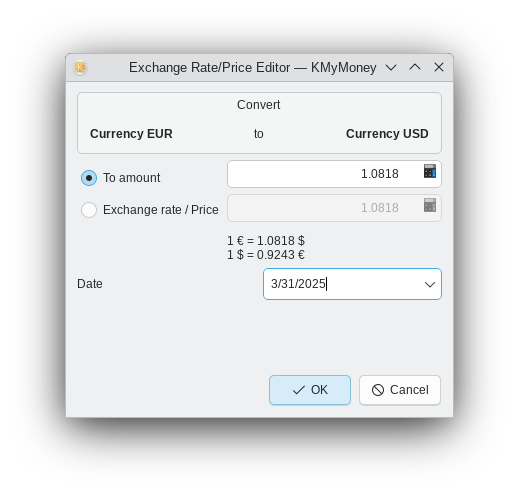 Exchange Rate/Price Editor — KMyMoney
Convert
Currency EUR to Currency USD
To amount 1.0818
Exchange rate / Price 1.0818
1 € = 1.0818 $
1 $ = 0.9243 €
Date 3/31/2025
OK Cancel